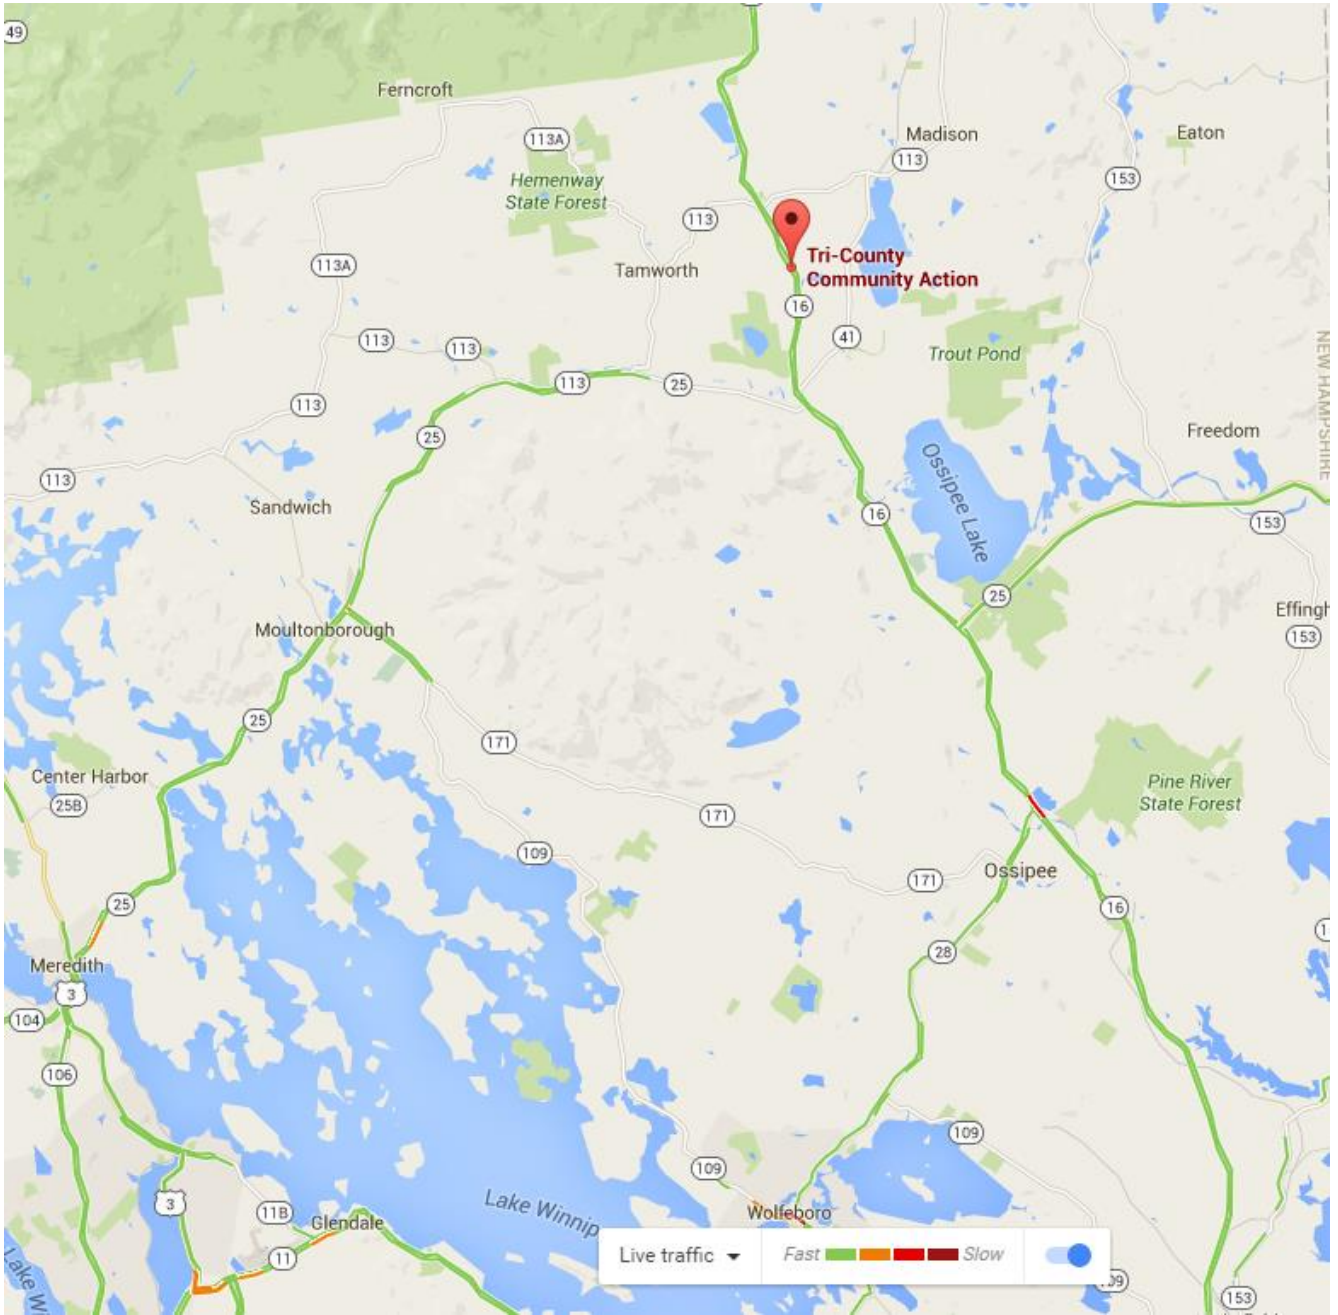 49
Ferncroft
113A
Madison
113
Eaton
153
Hemenway
State Forest
113
Tamworth
Tri-County
Community Action
113A
16
41
Trout Pond
NEW HAMPSHIRE
113
113
113
25
113
25
Freedom
Ossipee Lake
113
Sandwich
16
153
25
Effingh
153
Moultonborough
25
171
Center Harbor
25B
Pine River
State Forest
171
109
Ossipee
171
25
16
28
Meredith
3
104
106
109
109
3
11B
Glendale
Lake Winnip
Wolfeboro
11
Live traffic
Fast
Slow
Lake Wi
09
153